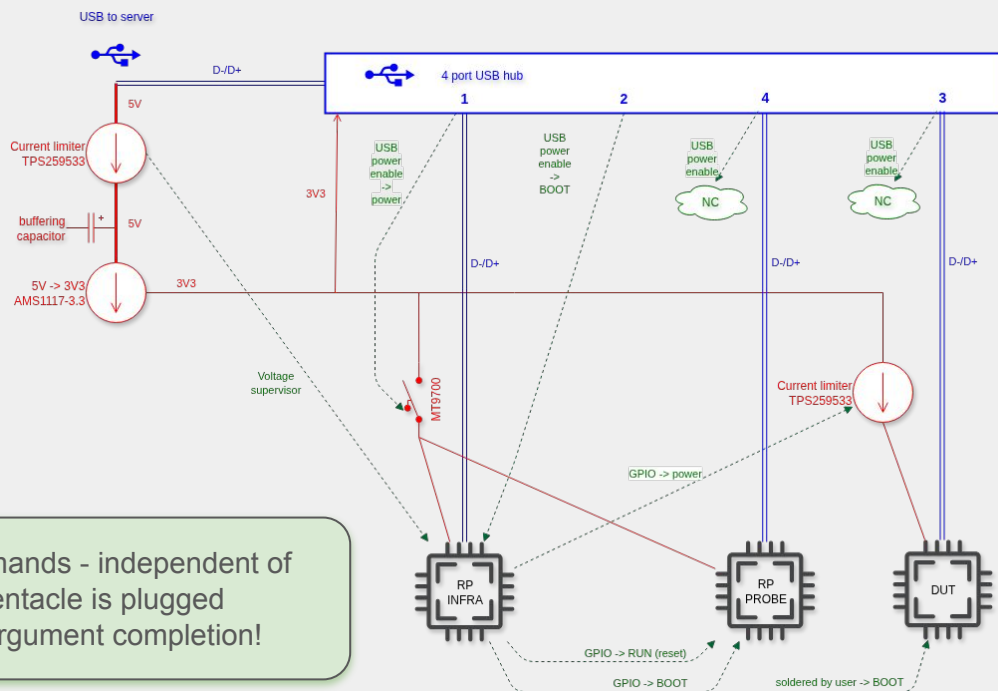 USB to server
D-/D+
4 port USB hub
1
2
4
3
5V
Current limiter
TPS259533
USB
power
enable
->
power
USB
power
enable
->
BOOT
USB
power
enable
NC
USB
power
enable
NC
3V3
buffering
capacitor
+
5V
D-/D+
D-/D+
D-/D+
5V -> 3V3
AMS1117-3.3
3V3
Voltage
supervisor
MT9700
Current limiter
TPS259533
GPIO -> power
RP
INFRA
RP
PROBE
DUT
GPIO -> RUN (reset)
GPIO -> BOOT
soldered by user -> BOOT
- independent of
is plugged
completion!